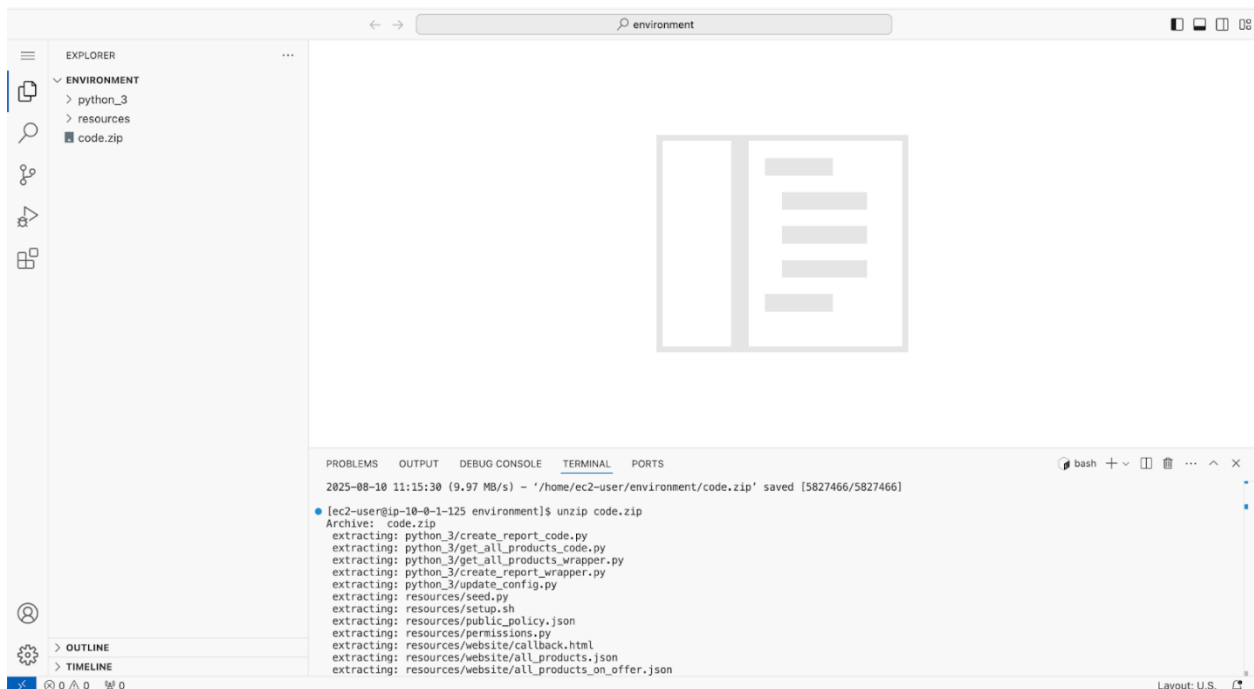 environment
EXPLORER
ENVIRONMENT
python_3
resources
code.zip
PROBLEMS OUTPUT DEBUG CONSOLE TERMINAL PORTS
bash
2025-08-10 11:15:30 (9.97 MB/s) – ‘/home/ec2-user/environment/code.zip’ saved [5827466/5827466]
[ec2-user@ip-10-0-1-125 environment]$ unzip code.zip
Archive:  code.zip
extracting: python_3/create_report_code.py
extracting: python_3/get_all_products_code.py
extracting: python_3/get_all_products_wrapper.py
extracting: python_3/create_report_wrapper.py
extracting: python_3/update_config.py
extracting: resources/seed.py
extracting: resources/setup.sh
extracting: resources/public_policy.json
extracting: resources/permissions.py
extracting: resources/website/callback.html
extracting: resources/website/all_products.json
extracting: resources/website/all_products_on_offer.json
OUTLINE
TIMELINE
0 0 0
Layout: U.S.